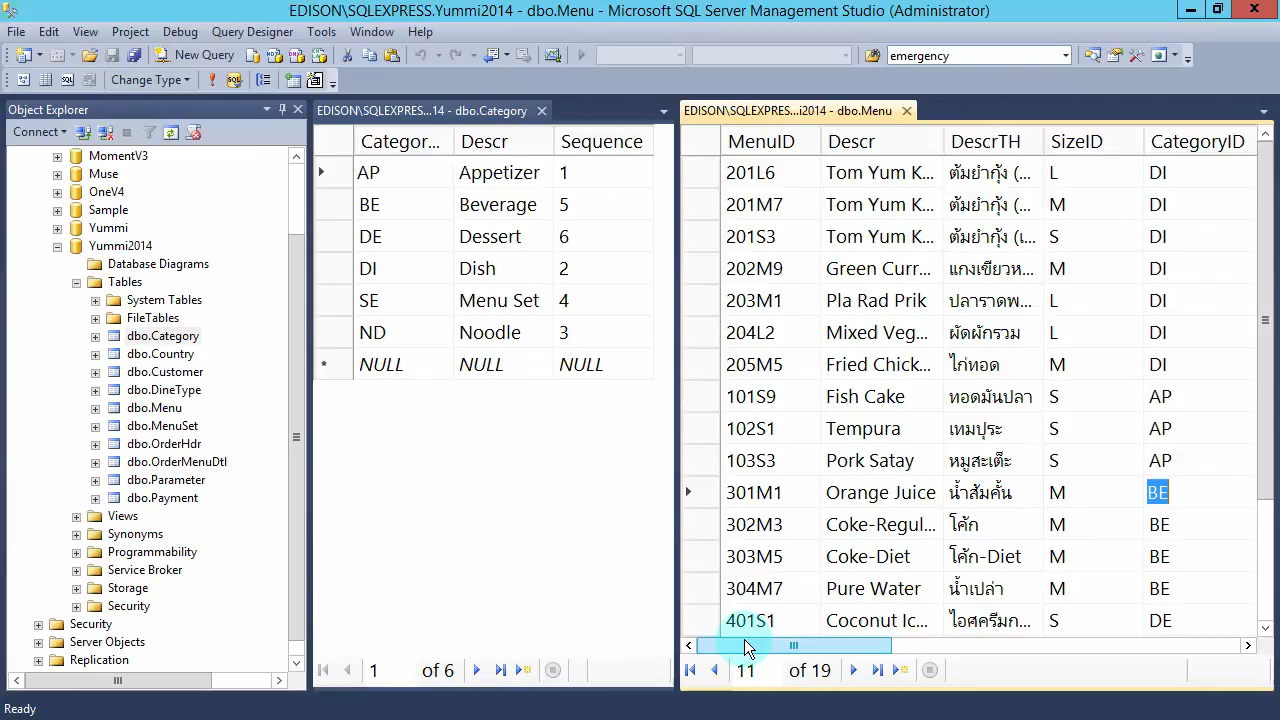 EDISON\SQLEXPRESS.Yummi2014 - dbo.Menu - Microsoft SQL Server Management Studio (Administrator)
File Edit View Project Debug Query Designer Tools Window Help
New Query emergency
Change Type
Object Explorer
Connect
MomentV3
Muse
OneV4
Sample
Yummi
Yummi2014
Database Diagrams
Tables
System Tables
FileTables
dbo.Category
dbo.Country
dbo.Customer
dbo.DineType
dbo.Menu
dbo.MenuSet
dbo.OrderHdr
dbo.OrderMenuDtl
dbo.Parameter
dbo.Payment
Views
Synonyms
Programmability
Service Broker
Storage
Security
Security
Server Objects
Replication
EDISON\SQLEXPRESS...14 - dbo.Category
Categor... Descr Sequence
AP Appetizer 1
BE Beverage 5
DE Dessert 6
DI Dish 2
SE Menu Set 4
ND Noodle 3
NULL NULL NULL
1 of 6
EDISON\SQLEXPRES...i2014 - dbo.Menu
MenuID Descr DescrTH SizeID CategoryID
201L6 Tom Yum K... ต้มยำกุ้ง (... L DI
201M7 Tom Yum K... ต้มยำกุ้ง (... M DI
201S3 Tom Yum K... ต้มยำกุ้ง (เ... S DI
202M9 Green Curr... แกงเขียวห... M DI
203M1 Pla Rad Prik ปลาราดพ... L DI
204L2 Mixed Veg... ผัดผักรวม L DI
205M5 Fried Chick... ไก่ทอด M DI
101S9 Fish Cake ทอดมันปลา S AP
102S1 Tempura เทมปุระ S AP
103S3 Pork Satay หมูสะเต๊ะ S AP
301M1 Orange Juice น้ำส้มคั้น M BE
302M3 Coke-Regul... โค้ก M BE
303M5 Coke-Diet โค้ก-Diet M BE
304M7 Pure Water น้ำเปล่า M BE
401S1 Coconut Ic... ไอศครีมก... S DE
11 of 19
Ready